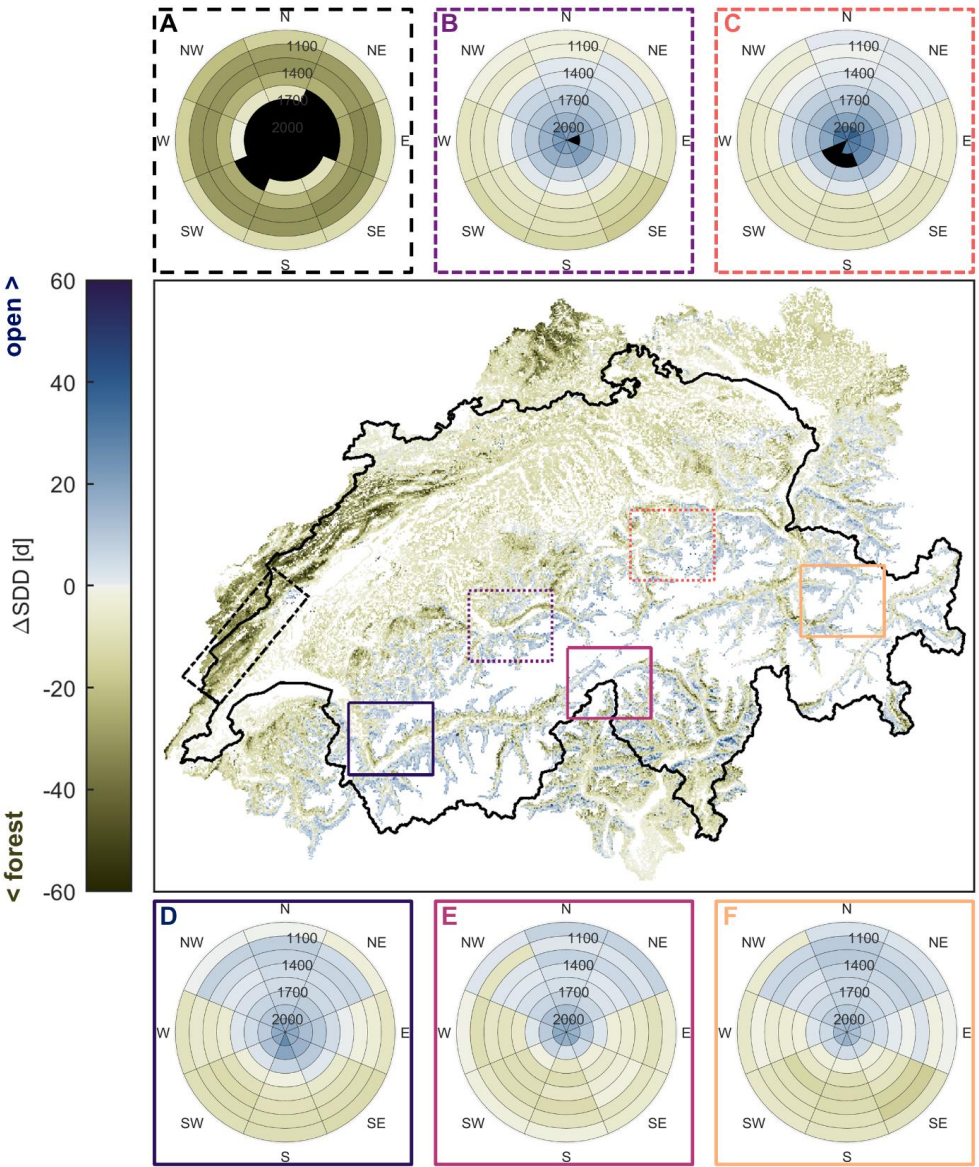 A
N
NE
E
SE
S
SW
W
NW
1100
1400
1700
2000
B
N
NE
E
SE
S
SW
W
NW
1100
1400
1700
2000
C
N
NE
E
SE
S
SW
W
NW
1100
1400
1700
2000
open >
60
40
20
0
-20
-40
-60
ΔSDD [d]
< forest
D
N
NE
E
SE
S
SW
W
NW
1100
1400
1700
2000
E
N
NE
E
SE
S
SW
W
NW
1100
1400
1700
2000
F
N
NE
E
SE
S
SW
W
NW
1100
1400
1700
2000